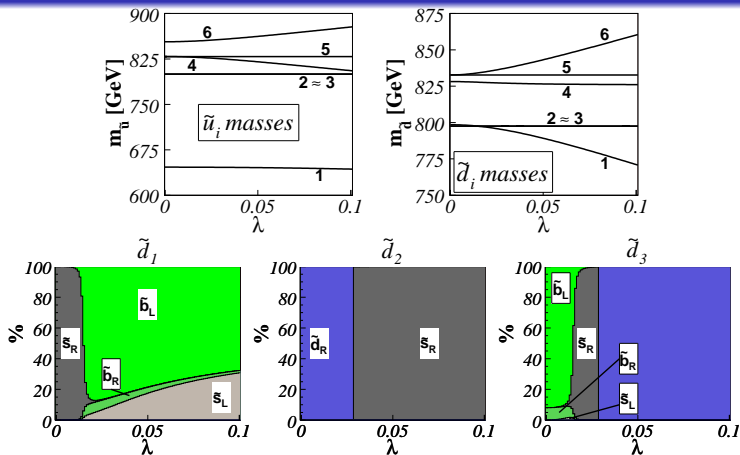 900
825
750
675
600
m_ũ [GeV]
6
5
4
2 ≈ 3
ũ_i masses
1
0
0.05
0.1
λ
875
850
825
800
775
750
m_d̃ [GeV]
6
5
4
2 ≈ 3
1
d̃_i masses
0
0.05
0.1
λ
d̃_1
100
80
60
40
20
0
%
s̃_R
b̃_L
b̃_R
s̃_L
0
0.05
0.1
λ
d̃_2
100
80
60
40
20
0
%
d̃_R
s̃_R
0
0.05
0.1
λ
d̃_3
100
80
60
40
20
0
%
b̃_L
s̃_R
b̃_R
s̃_L
0
0.05
0.1
λ